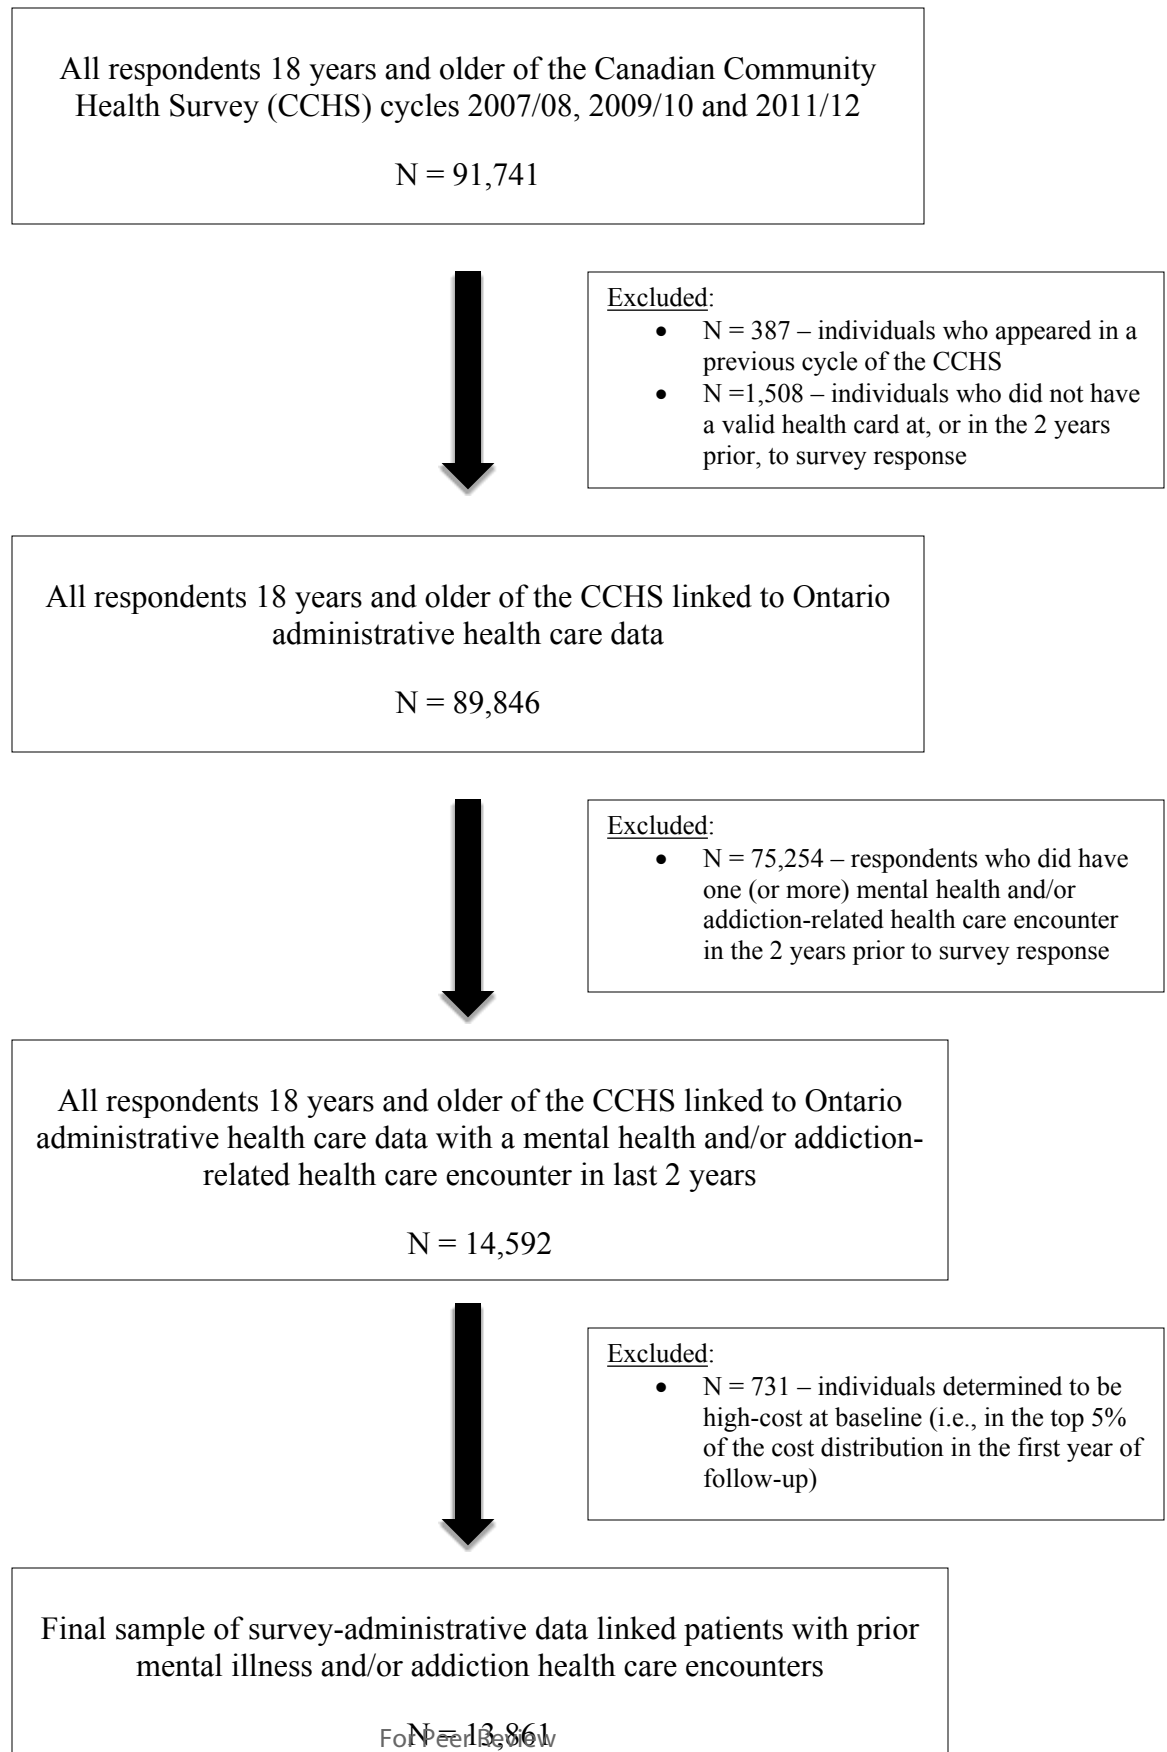 All respondents 18 years and older of the Canadian Community
Health Survey (CCHS) cycles 2007/08, 2009/10 and 2011/12
N = 91,741
Excluded:
• N = 387 – individuals who appeared in a
previous cycle of the CCHS
• N =1,508 – individuals who did not have
a valid health card at, or in the 2 years
prior, to survey response
All respondents 18 years and older of the CCHS linked to Ontario
administrative health care data
N = 89,846
Excluded:
• N = 75,254 – respondents who did have
one (or more) mental health and/or
addiction-related health care encounter
in the 2 years prior to survey response
All respondents 18 years and older of the CCHS linked to Ontario
administrative health care data with a mental health and/or addiction-
related health care encounter in last 2 years
N = 14,592
Excluded:
• N = 731 – individuals determined to be
high-cost at baseline (i.e., in the top 5%
of the cost distribution in the first year of
follow-up)
Final sample of survey-administrative data linked patients with prior
mental illness and/or addiction health care encounters
N = 13,861
For Peer Review